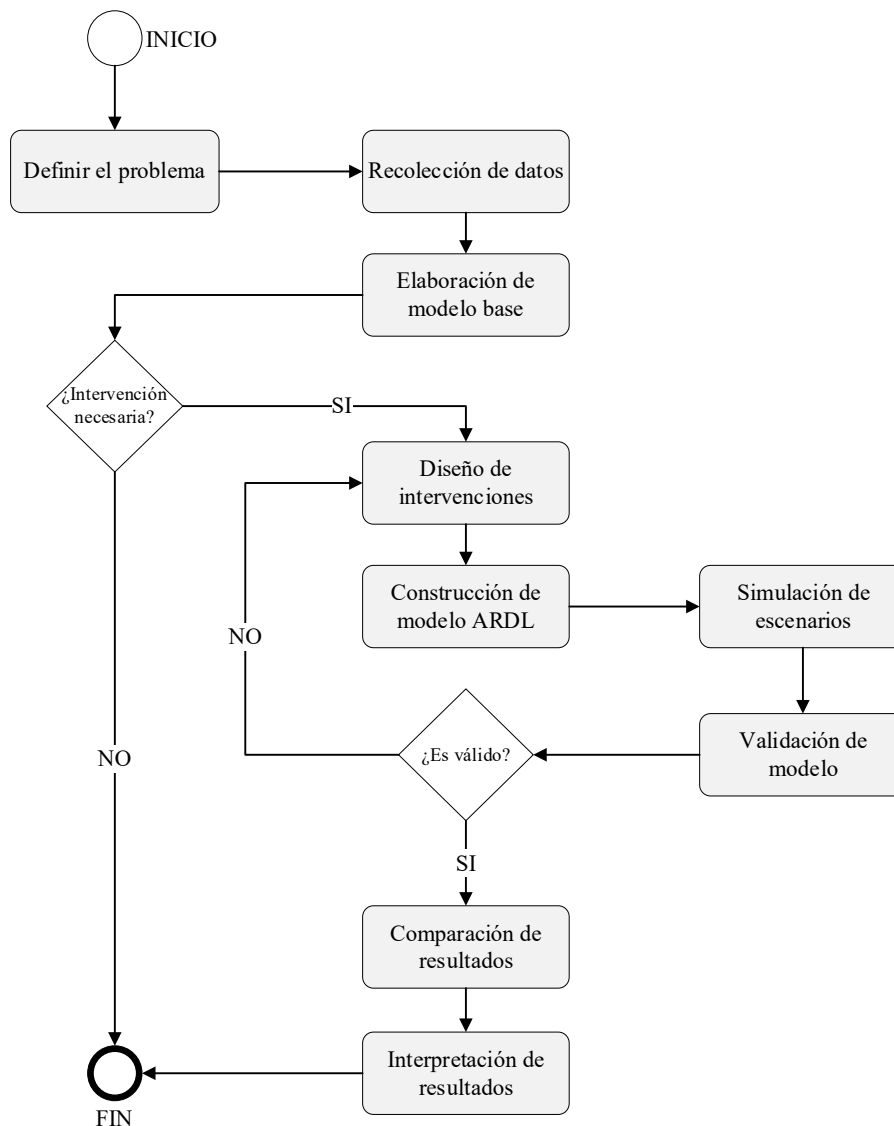 INICIO
Definir el problema
Recolección de datos
Elaboración de
modelo base
¿Intervención
necesaria?
SI
Diseño de
intervenciones
Construcción de
modelo ARDL
Simulación de
escenarios
NO
NO
¿Es válido?
Validación de
modelo
SI
Comparación de
resultados
Interpretación de
resultados
FIN